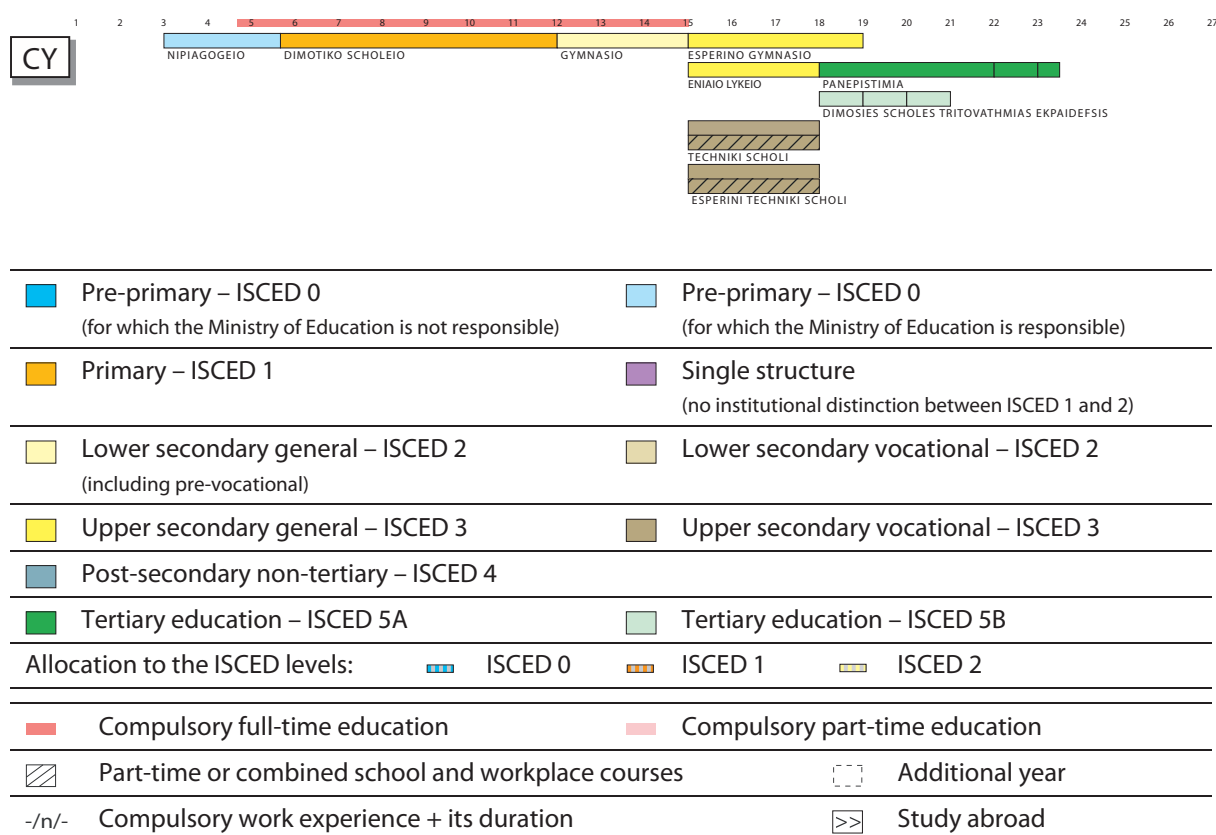 1 2 3 4 5 6 7 8 9 10 11 12 13 14 15 16 17 18 19 20 21 22 23 24 25 26 27
CY
NIPIAGOGEIO DIMOTIKO SCHOLEIO GYMNASIO ESPERINO GYMNASIO
ENIAIO LYKEIO PANEPISTIMIA
DIMOSIES SCHOLES TRITOVATHMIAS EKPAIDEFSIS
TECHNIKI SCHOLI
ESPERINI TECHNIKI SCHOLI
Pre-primary – ISCED 0 Pre-primary – ISCED 0
(for which the Ministry of Education is not responsible) (for which the Ministry of Education is responsible)
Primary – ISCED 1 Single structure
(no institutional distinction between ISCED 1 and 2)
Lower secondary general – ISCED 2 Lower secondary vocational – ISCED 2
(including pre-vocational)
Upper secondary general – ISCED 3 Upper secondary vocational – ISCED 3
Post-secondary non-tertiary – ISCED 4
Tertiary education – ISCED 5A Tertiary education – ISCED 5B
Allocation to the ISCED levels: ISCED 0 ISCED 1 ISCED 2
Compulsory full-time education Compulsory part-time education
Part-time or combined school and workplace courses Additional year
-/n/- Compulsory work experience + its duration >> Study abroad